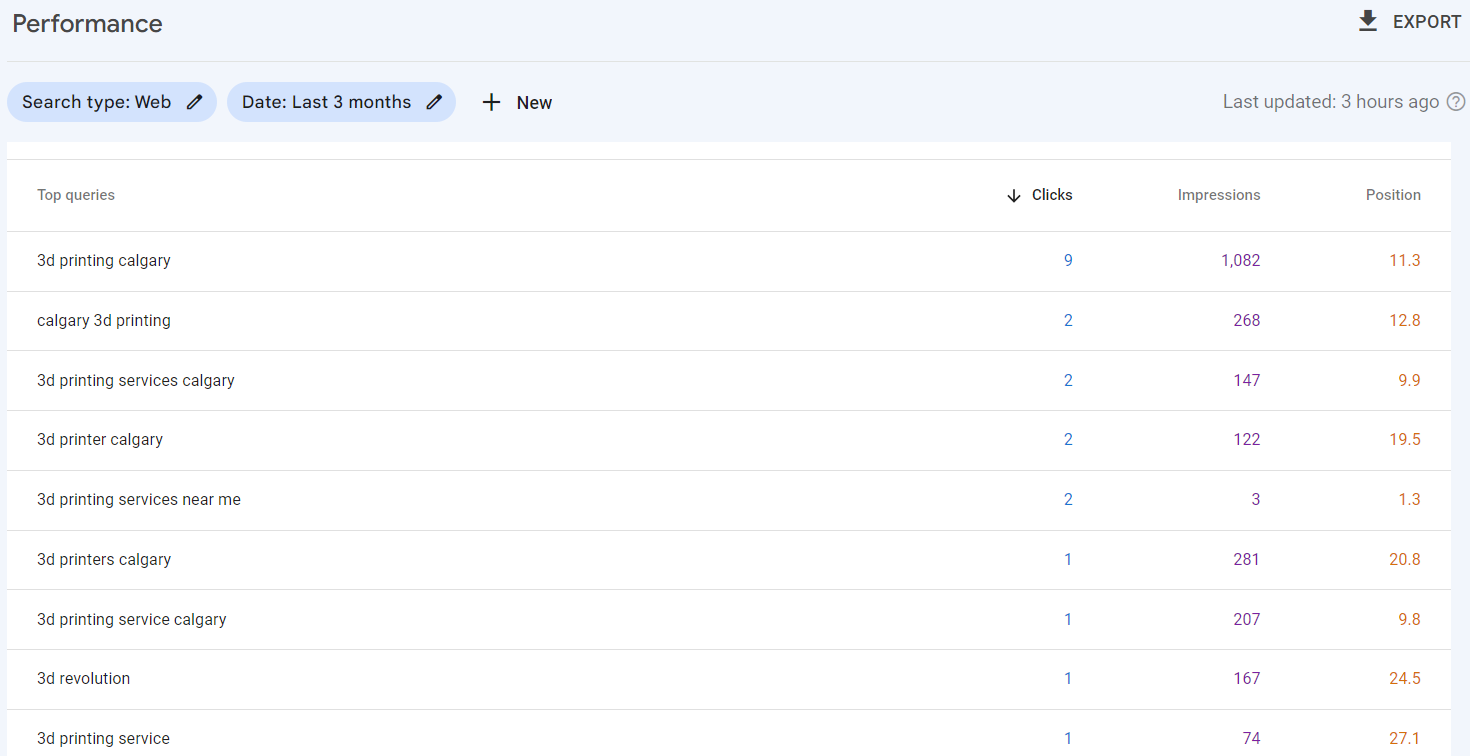 Performance
EXPORT
Search type: Web
Date: Last 3 months
New
Last updated: 3 hours ago
Top queries Clicks Impressions Position
3d printing calgary 9 1,082 11.3
calgary 3d printing 2 268 12.8
3d printing services calgary 2 147 9.9
3d printer calgary 2 122 19.5
3d printing services near me 2 3 1.3
3d printers calgary 1 281 20.8
3d printing service calgary 1 207 9.8
3d revolution 1 167 24.5
3d printing service 1 74 27.1